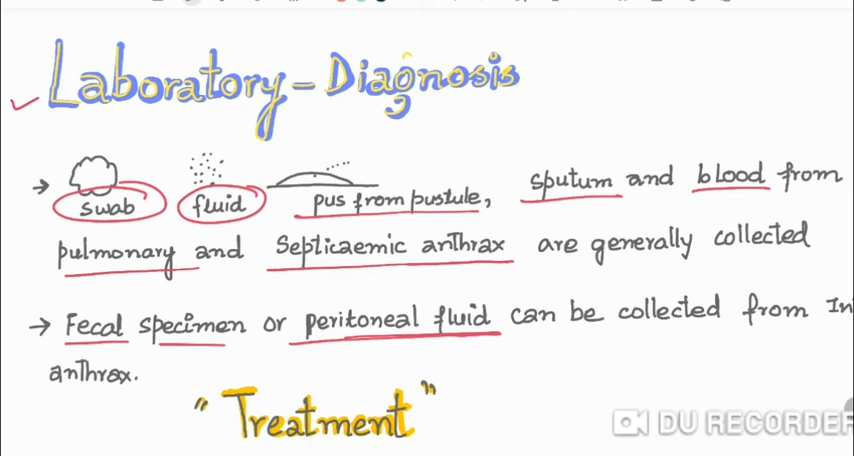 Laboratory - Diagnosis
→ swab fluid pus from pustule, sputum and blood from
pulmonary and Septicaemic anthrax are generally collected
→ Fecal specimen or peritoneal fluid can be collected from In
anthrax.
"Treatment"
DU RECORDER